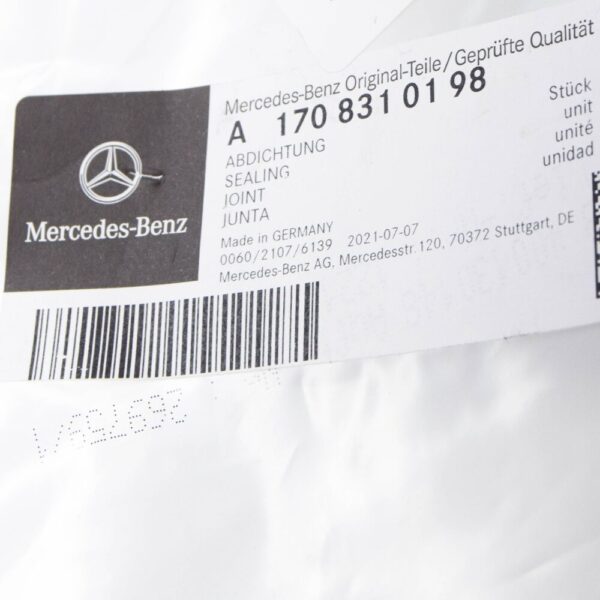 Mercedes-Benz Original-Teile/Geprüfte Qualität
A 170 831 01 98
ABDICHTUNG
SEALING
JOINT
JUNTA
Stück
unit
unité
unidad
Made in GERMANY
0060/2107/6139 2021-07-07
Mercedes-Benz AG, Mercedesstr. 120, 70372 Stuttgart, DE
Mercedes-Benz